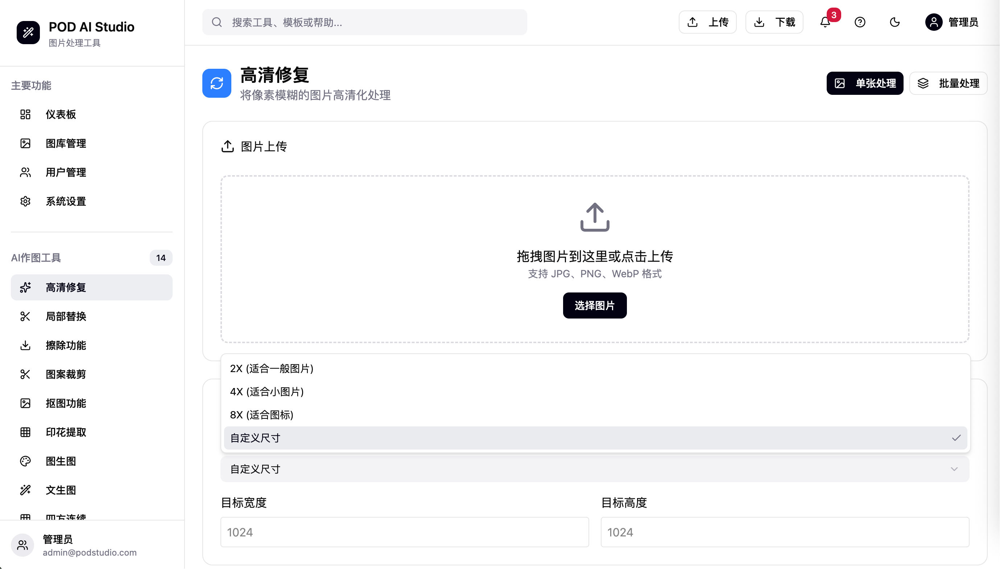 POD AI Studio
图片处理工具
主要功能
仪表板
图库管理
用户管理
系统设置
AI作图工具
14
高清修复
局部替换
擦除功能
图案裁剪
抠图功能
印花提取
图生图
文生图
四方连续
管理员
admin@podstudio.com
搜索工具、模板或帮助...
上传
下载
3
管理员
高清修复
将像素模糊的图片高清化处理
单张处理
批量处理
图片上传
拖拽图片到这里或点击上传
支持 JPG、PNG、WebP 格式
选择图片
2X (适合一般图片)
4X (适合小图片)
8X (适合图标)
自定义尺寸
自定义尺寸
目标宽度
目标高度
1024
1024